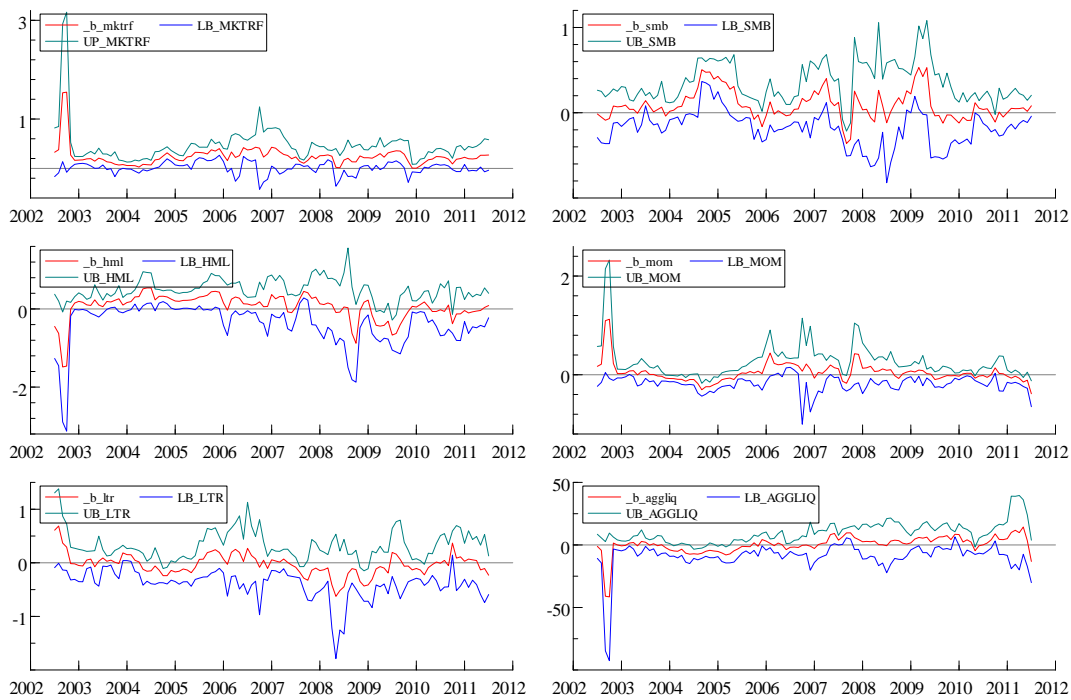 3
_b_mktrf LB_MKTRF
UP_MKTRF
1
2002 2003 2004 2005 2006 2007 2008 2009 2010 2011 2012
1
_b_smb LB_SMB
UB_SMB
0
2002 2003 2004 2005 2006 2007 2008 2009 2010 2011 2012
_b_hml LB_HML
UB_HML
0
-2
2002 2003 2004 2005 2006 2007 2008 2009 2010 2011 2012
2
_b_mom LB_MOM
UB_MOM
0
2002 2003 2004 2005 2006 2007 2008 2009 2010 2011 2012
1
_b_ltr LB_LTR
UB_LTR
0
-1
2002 2003 2004 2005 2006 2007 2008 2009 2010 2011 2012
50
_b_aggliq LB_AGGLIQ
UB_AGGLIQ
0
-50
2002 2003 2004 2005 2006 2007 2008 2009 2010 2011 2012